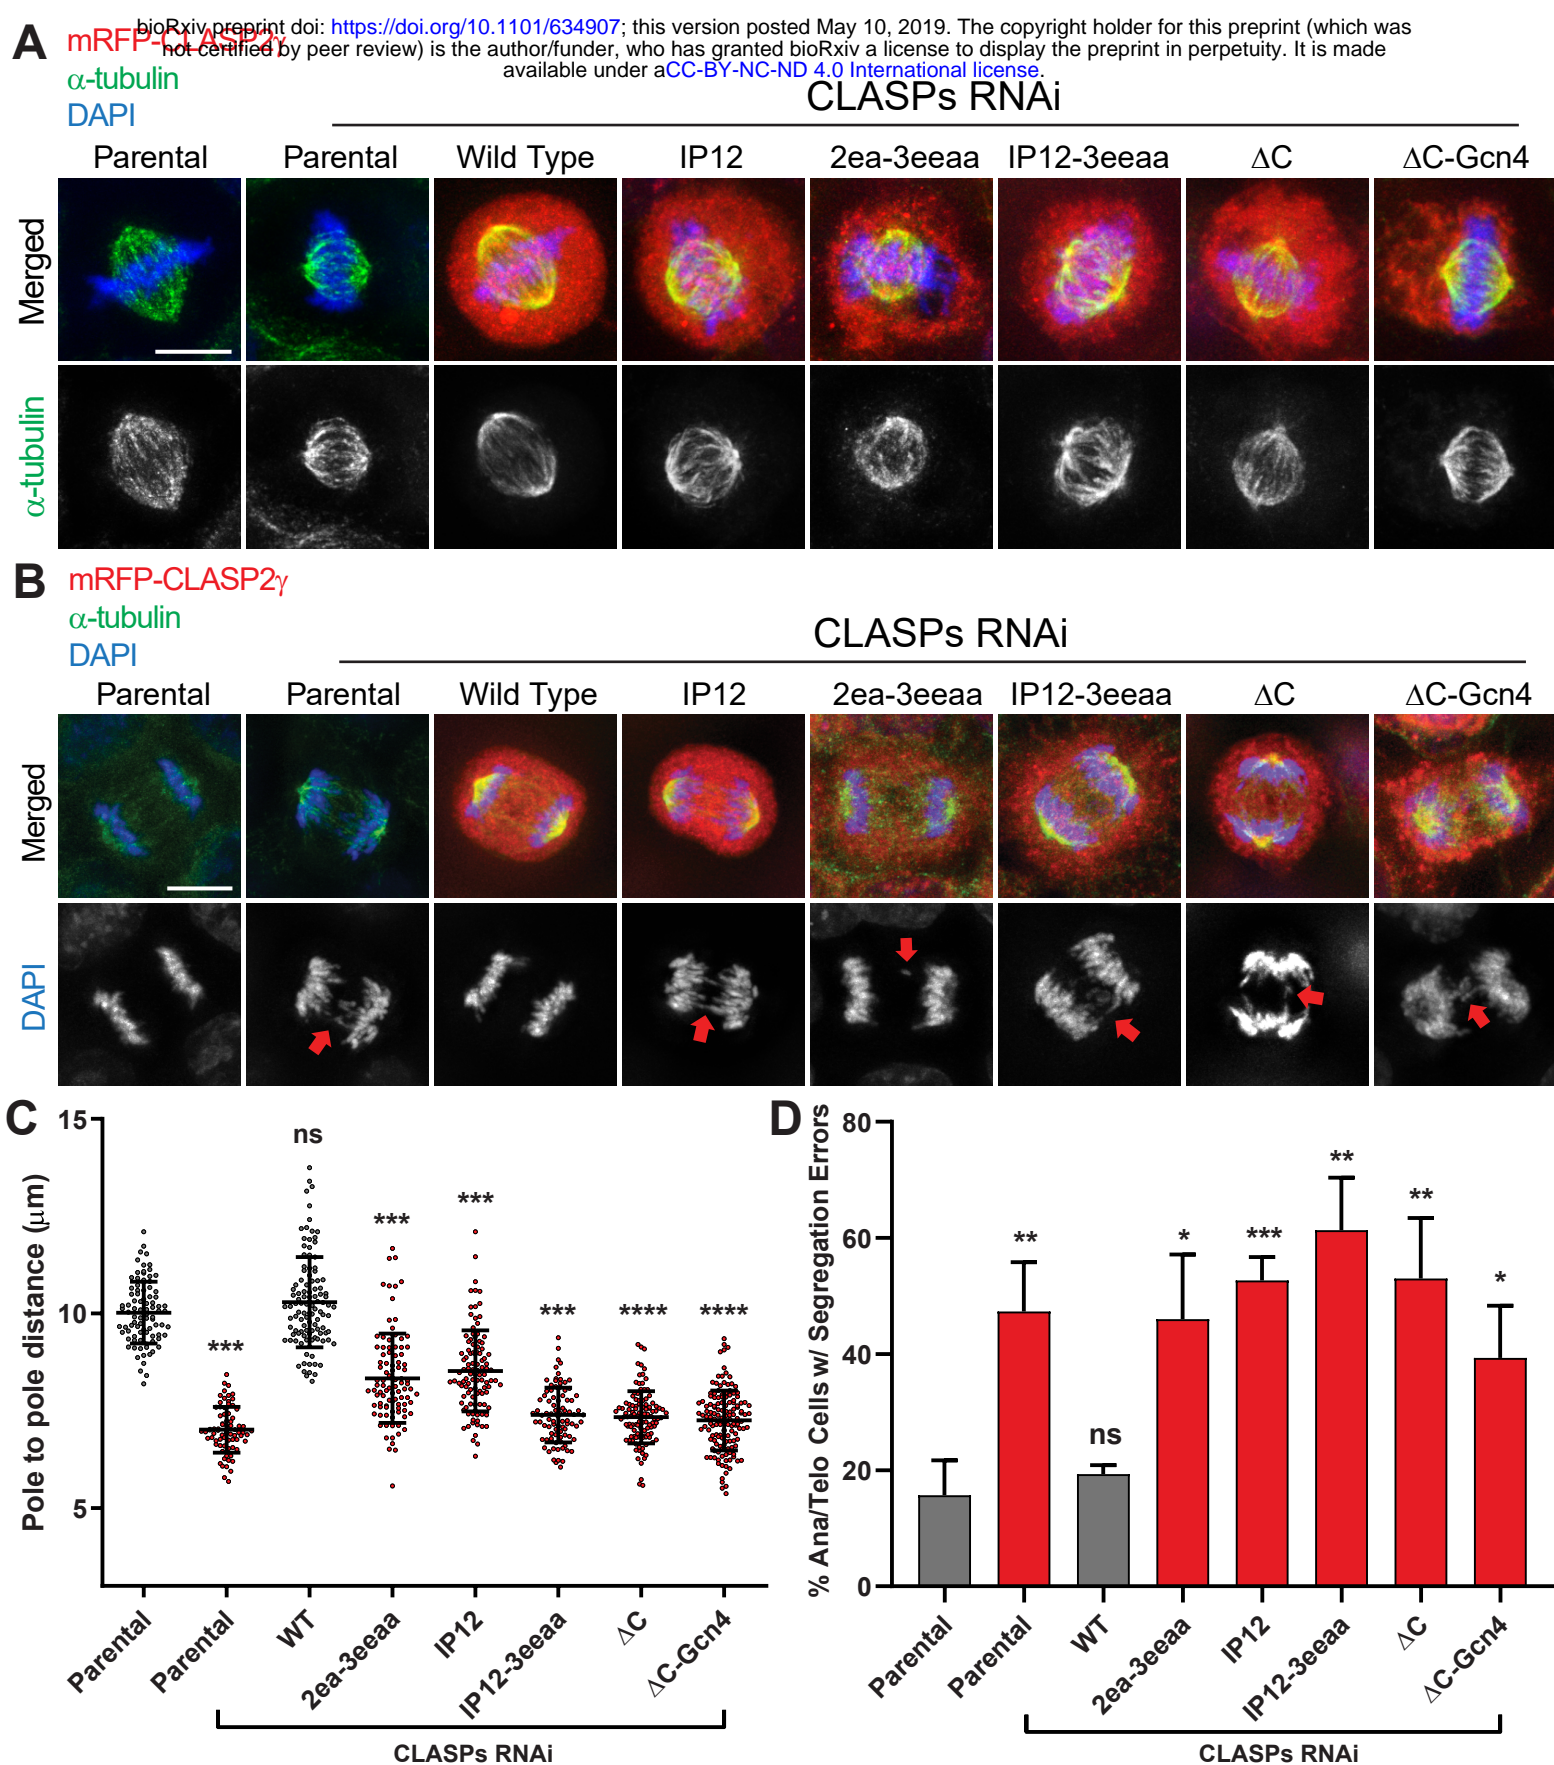 bioRxiv preprint doi: https://doi.org/10.1101/634907; this version posted May 10, 2019. The copyright holder for this preprint (which was
not certified by peer review) is the author/funder, who has granted bioRxiv a license to display the preprint in perpetuity. It is made
available under aCC-BY-NC-ND 4.0 International license.
A
mRFP-CLASP2γ
α-tubulin
DAPI
CLASPs RNAi
Parental Parental Wild Type IP12 2ea-3eeaa IP12-3eeaa ΔC ΔC-Gcn4
Merged
α-tubulin
B
mRFP-CLASP2γ
α-tubulin
DAPI
CLASPs RNAi
Parental Parental Wild Type IP12 2ea-3eeaa IP12-3eeaa ΔC ΔC-Gcn4
Merged
DAPI
C
Pole to pole distance (μm)
15
10
5
ns
***
***
***
***
****
****
Parental
Parental
WT
2ea-3eeaa
IP12
IP12-3eeaa
ΔC
ΔC-Gcn4
CLASPs RNAi
D
% Ana/Telo Cells w/ Segregation Errors
80
60
40
20
0
**
ns
*
***
**
**
*
Parental
Parental
WT
2ea-3eeaa
IP12
IP12-3eeaa
ΔC
ΔC-Gcn4
CLASPs RNAi